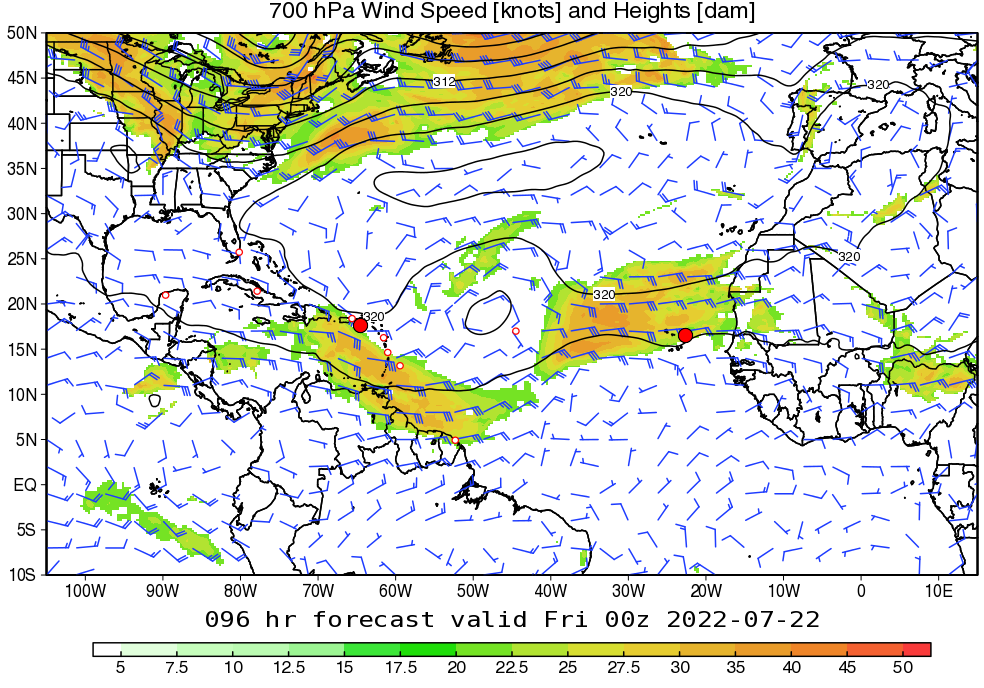 700 hPa Wind Speed [knots] and Heights [dam]
50N
45N
40N
35N
30N
25N
20N
15N
10N
5N
EQ
5S
10S
312
320
320
320
320
320
100W 90W 80W 70W 60W 50W 40W 30W 20W 10W 0 10E
096 hr forecast valid Fri 00z 2022-07-22
5 7.5 10 12.5 15 17.5 20 22.5 25 27.5 30 35 40 45 50